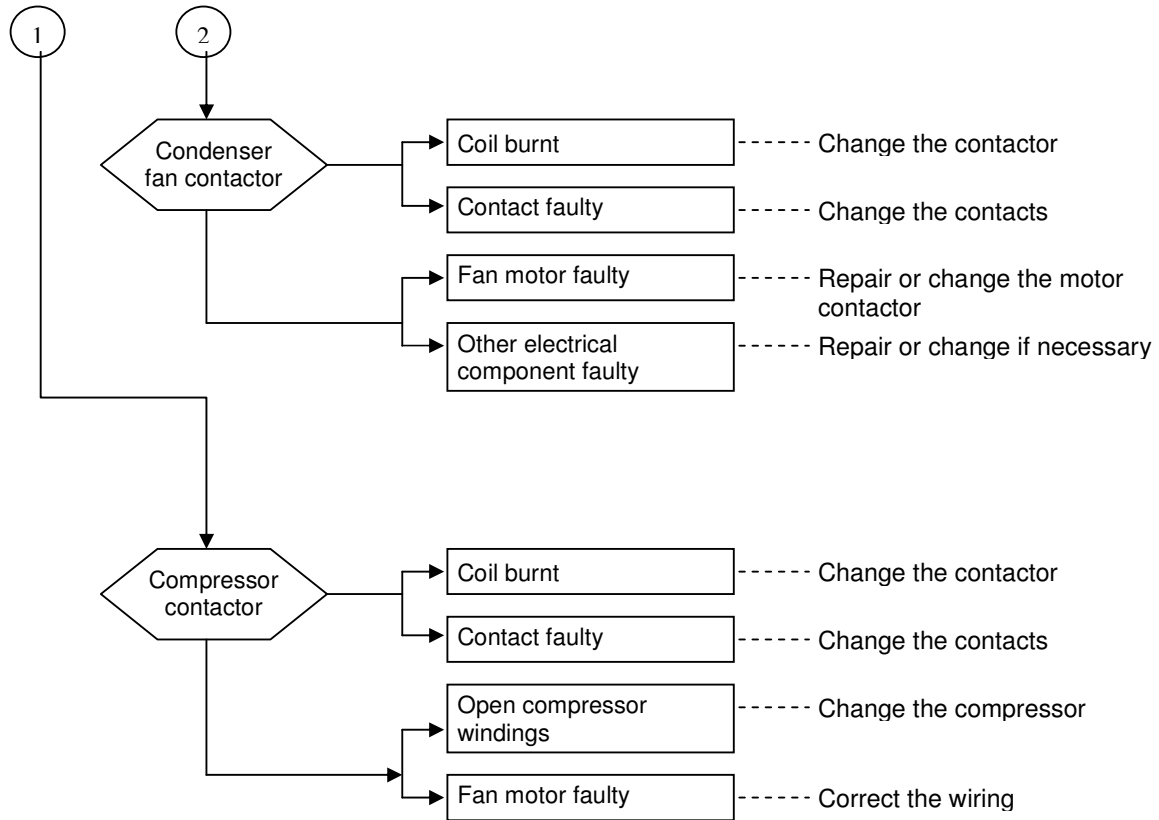 1
2
Condenser
fan contactor
Coil burnt
Change the contactor
Contact faulty
Change the contacts
Fan motor faulty
Repair or change the motor
contactor
Other electrical
component faulty
Repair or change if necessary
Compressor
contactor
Coil burnt
Change the contactor
Contact faulty
Change the contacts
Open compressor
windings
Change the compressor
Fan motor faulty
Correct the wiring